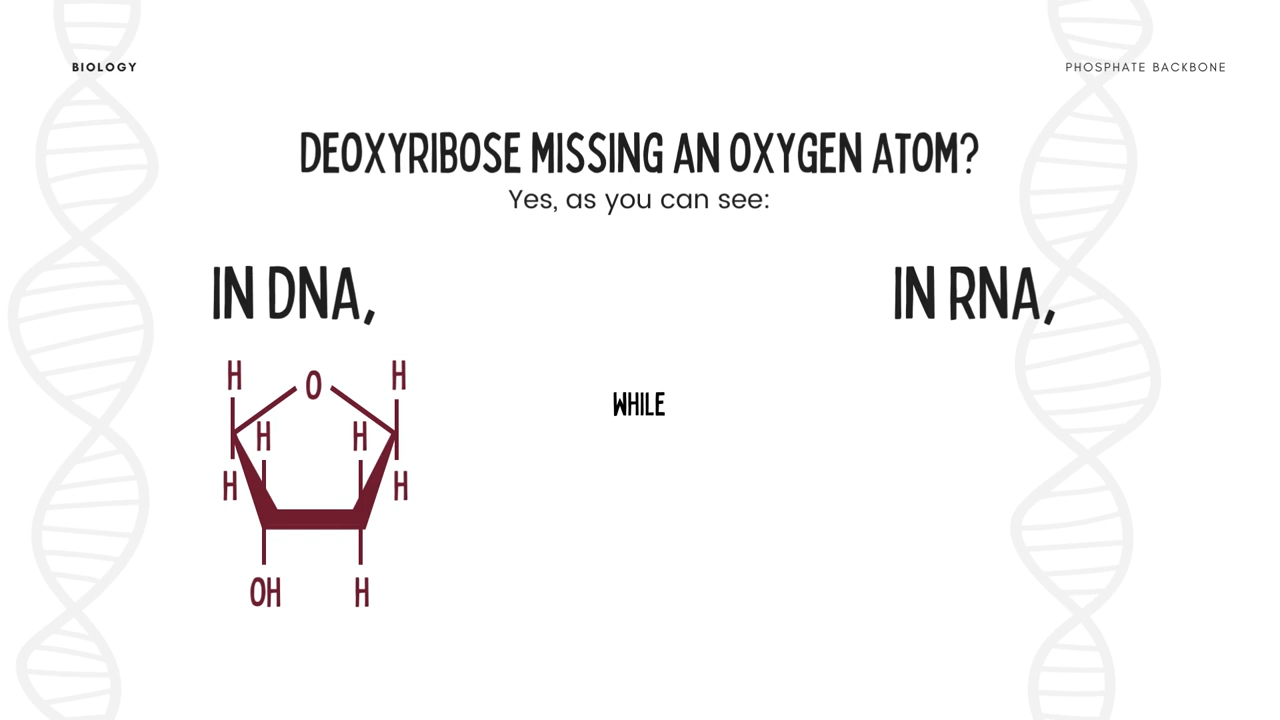 BIOLOGY
PHOSPHATE BACKBONE
DEOXYRIBOSE MISSING AN OXYGEN ATOM?
Yes, as you can see:
IN DNA,
IN RNA,
H O H
WHILE
H H
H H
OH H